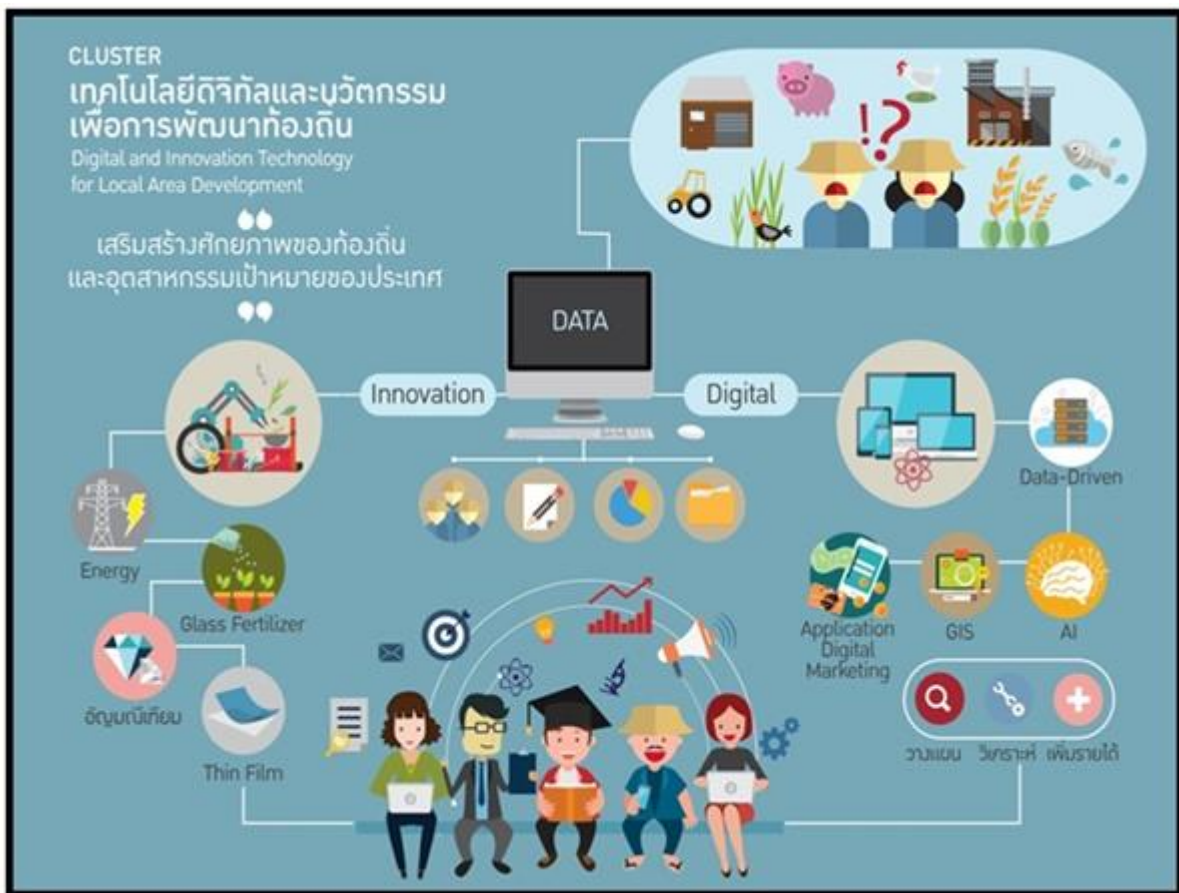 CLUSTER
เทคโนโลยีดิจิทัลและนวัตกรรม
เพื่อการพัฒนาท้องถิ่น
Digital and Innovation Technology
for Local Area Development
“
เสริมสร้างศักยภาพของท้องถิ่น
และอุตสาหกรรมเป้าหมายของประเทศ
”
!?
DATA
Innovation
Digital
Data-Driven
Energy
Glass Fertilizer
อัญมณีเทียม
Thin Film
Application
Digital
Marketing
GIS
AI
วางแผน วิเคราะห์ เพิ่มรายได้